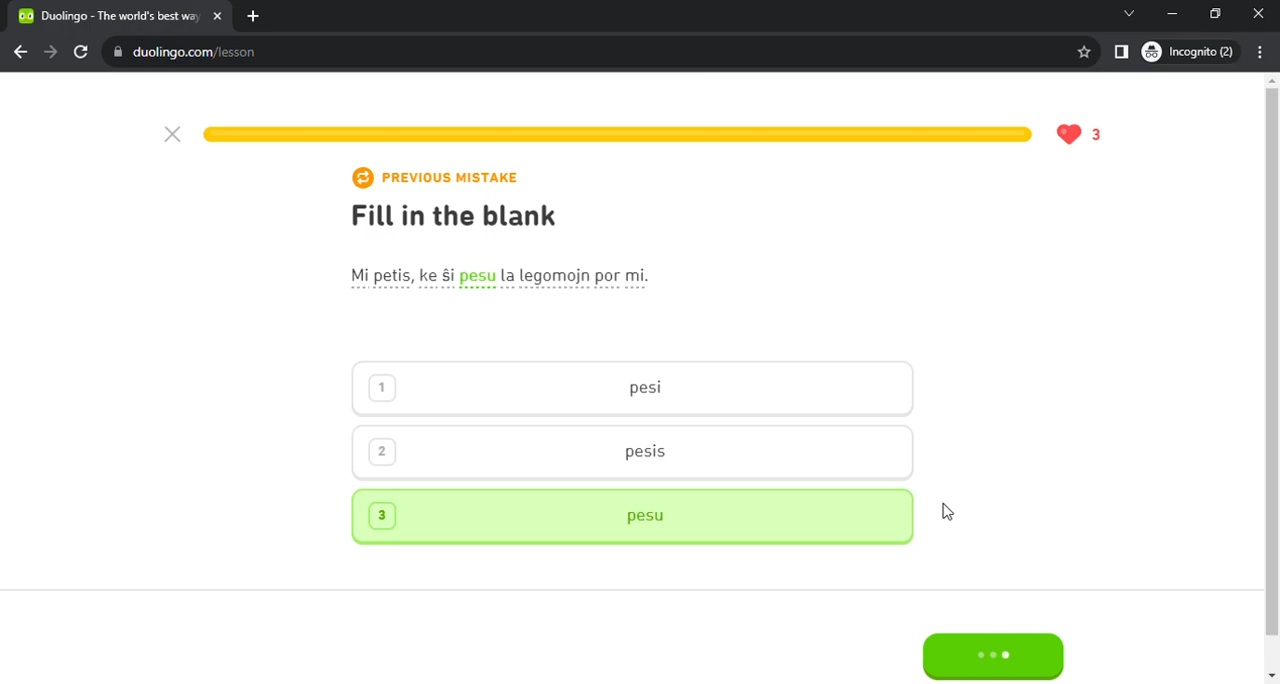 Duolingo - The world's best way
duolingo.com/lesson
Incognito (2)
3
PREVIOUS MISTAKE
Fill in the blank
Mi petis, ke ŝi pesu la legomojn por mi.
1 pesi
2 pesis
3 pesu